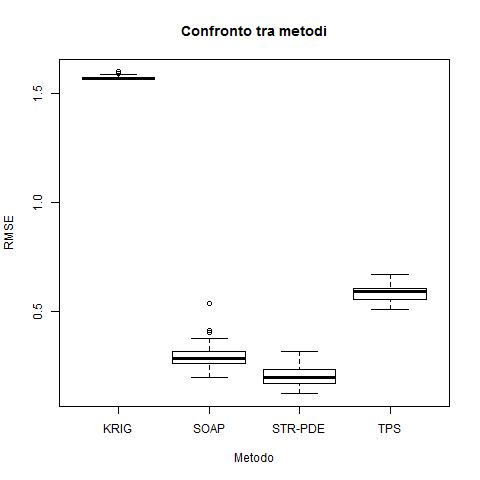 Confronto tra metodi
RMSE
1.5
1.0
0.5
KRIG SOAP STR-PDE TPS
Metodo